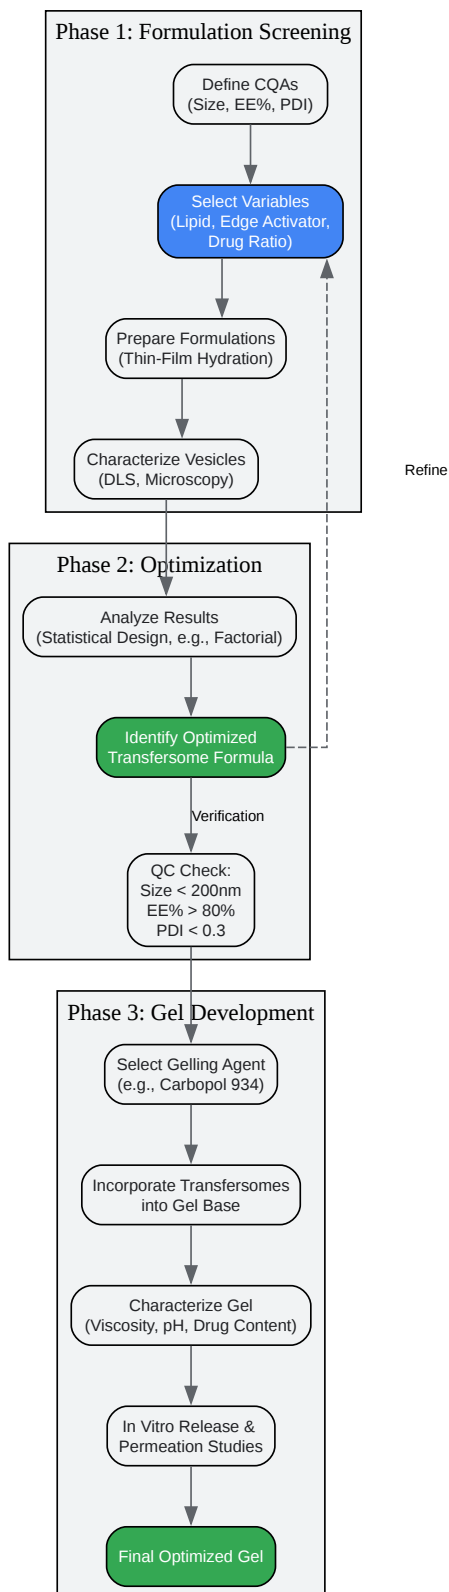 Phase 1: Formulation Screening
Define CQAs
(Size, EE%, PDI)
Select Variables
(Lipid, Edge Activator,
Drug Ratio)
Prepare Formulations
(Thin-Film Hydration)
Characterize Vesicles
(DLS, Microscopy)
Refine
Phase 2: Optimization
Analyze Results
(Statistical Design, e.g., Factorial)
Identify Optimized
Transfersome Formula
Verification
QC Check:
Size < 200nm
EE% > 80%
PDI < 0.3
Phase 3: Gel Development
Select Gelling Agent
(e.g., Carbopol 934)
Incorporate Transfersomes
into Gel Base
Characterize Gel
(Viscosity, pH, Drug Content)
In Vitro Release &
Permeation Studies
Final Optimized Gel